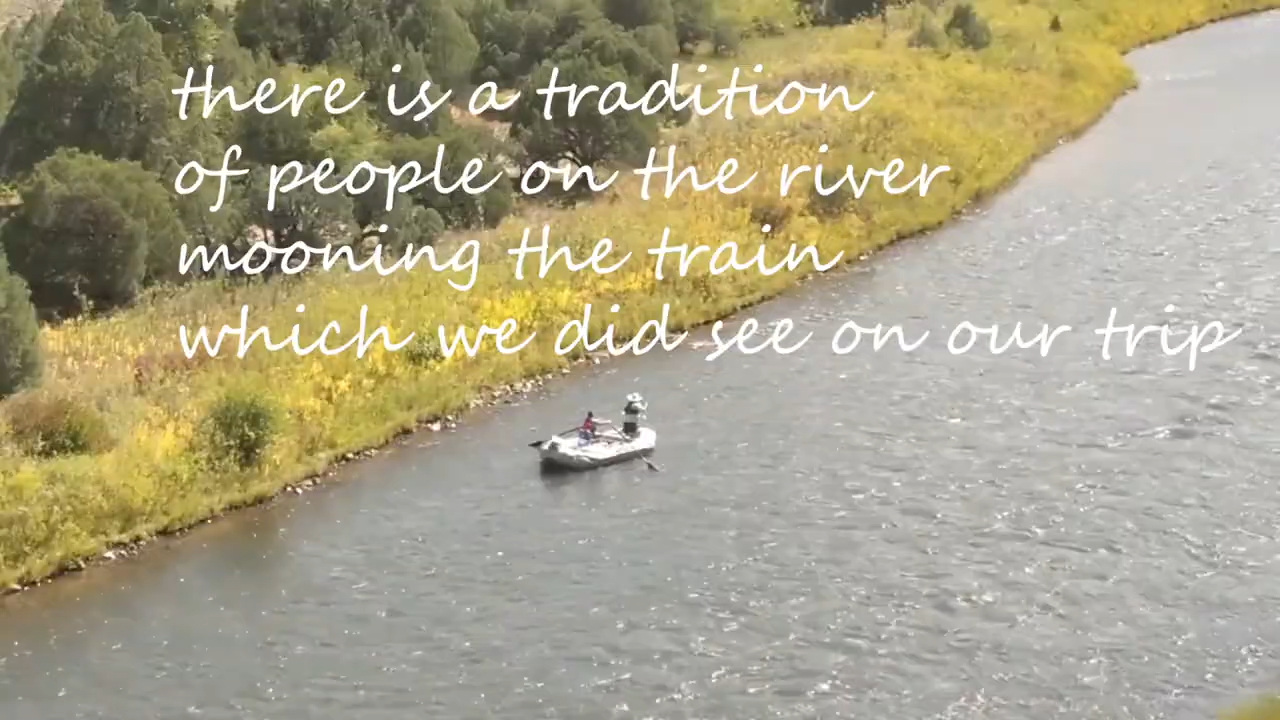 there is a tradition
of people on the river
mooning the train
which we did see on our trip